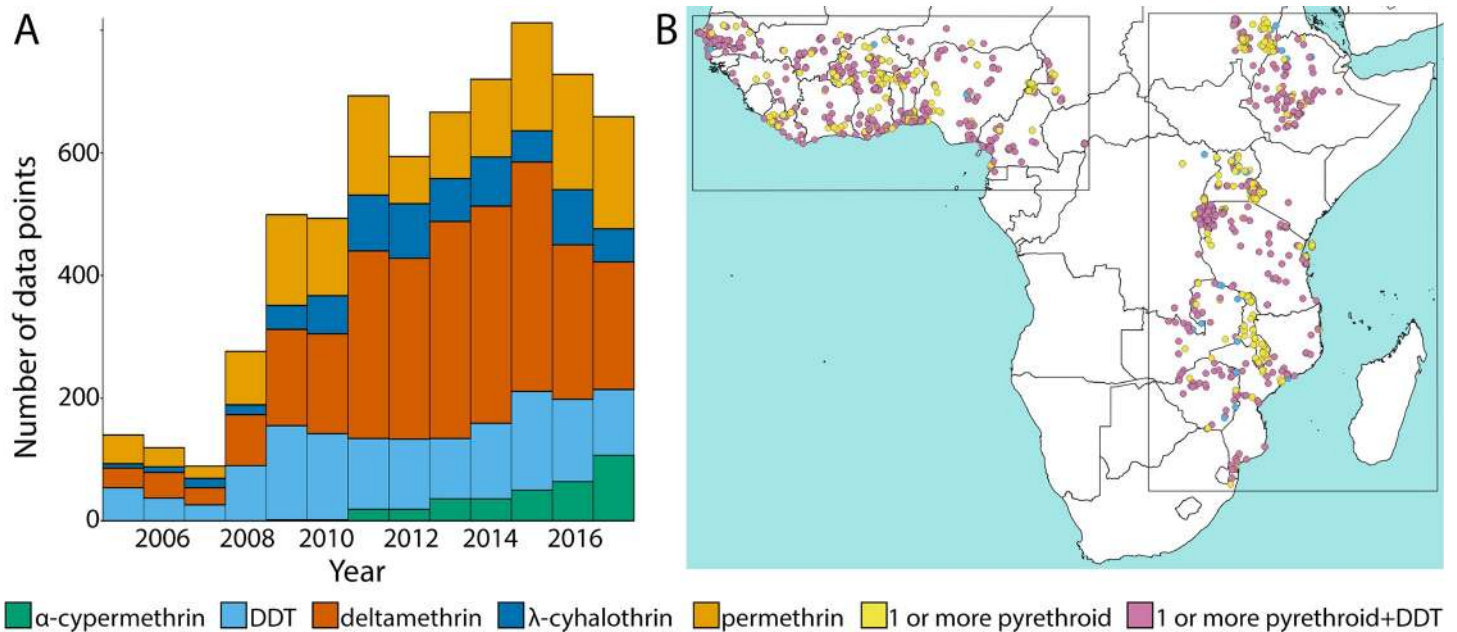 A
B
Number of data points
600
400
200
0
2006 2008 2010 2012 2014 2016
Year
α-cypermethrin DDT deltamethrin λ-cyhalothrin permethrin 1 or more pyrethroid 1 or more pyrethroid+DDT